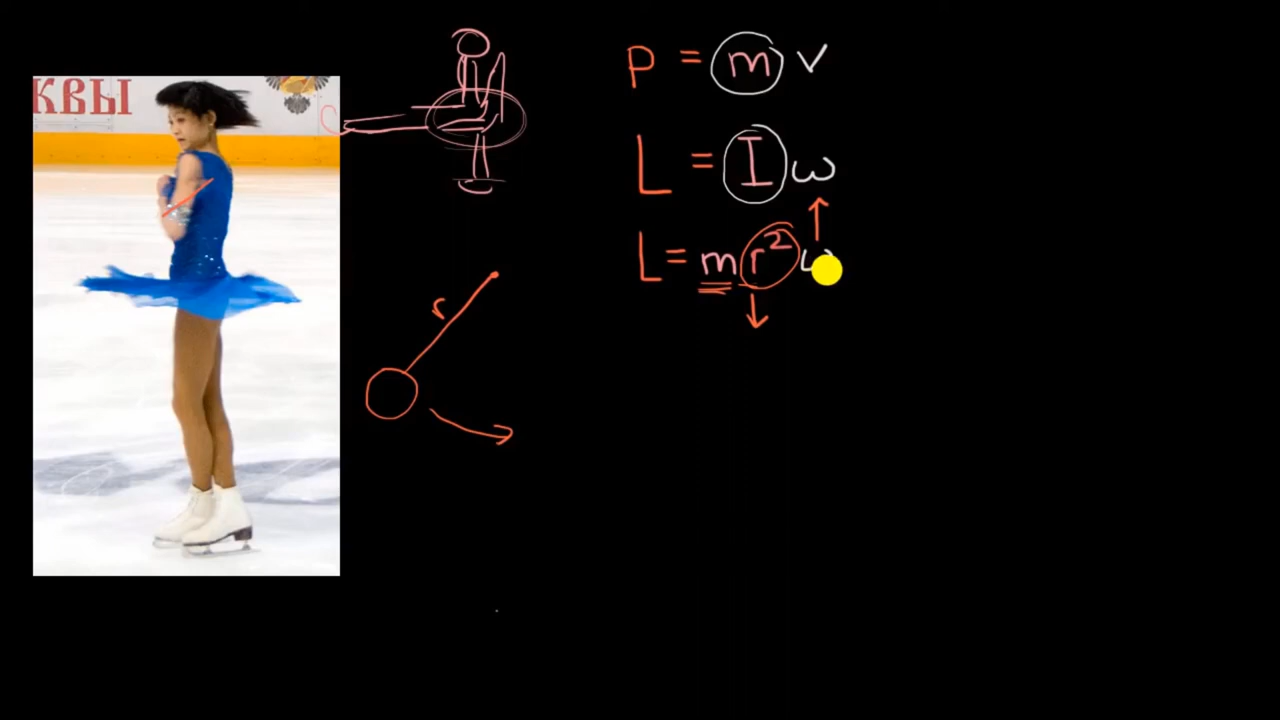 КВЫ
P = m v
L = I ω
L = m r² ω
r